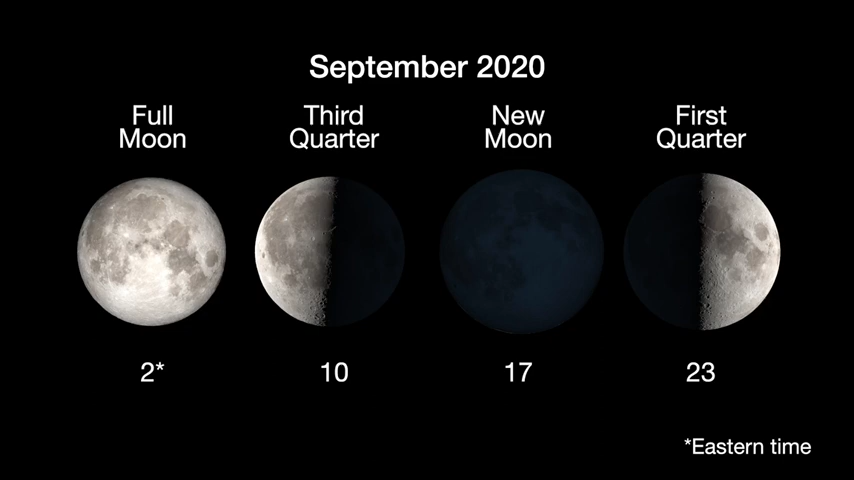 September 2020
Full
Moon
Third
Quarter
New
Moon
First
Quarter
2*
10
17
23
*Eastern time